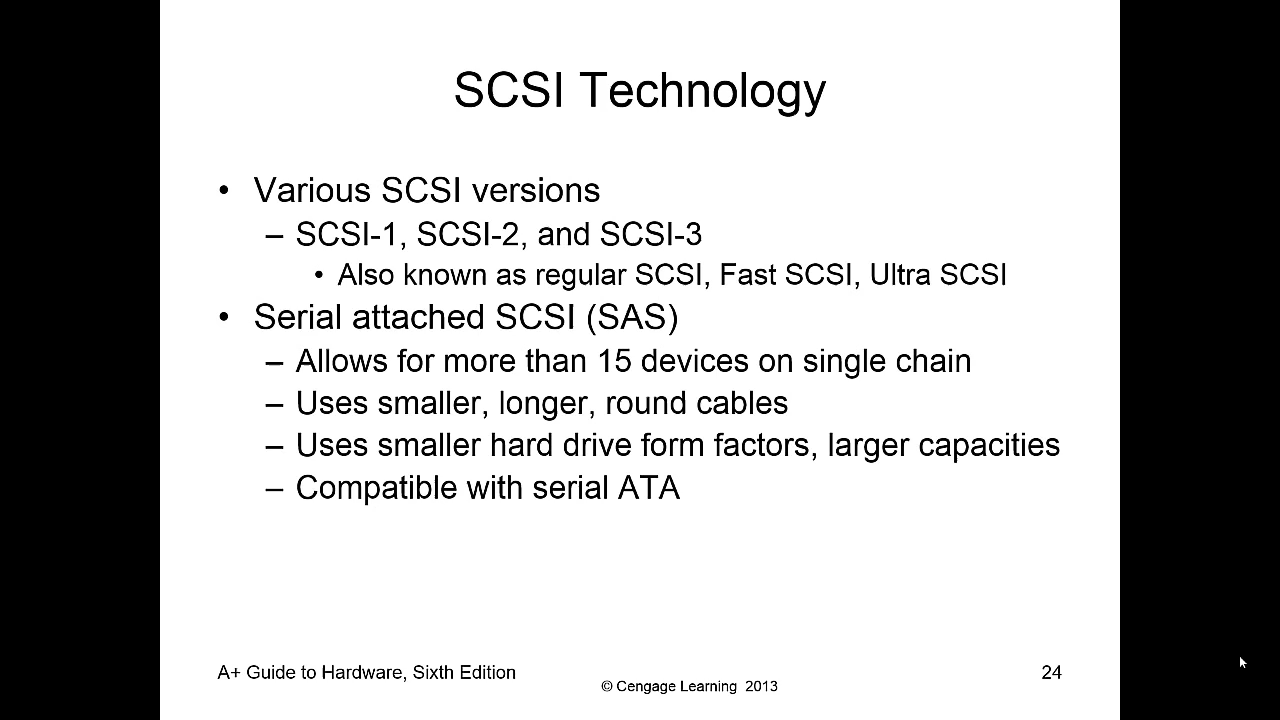 SCSI Technology
• Various SCSI versions
– SCSI-1, SCSI-2, and SCSI-3
• Also known as regular SCSI, Fast SCSI, Ultra SCSI
• Serial attached SCSI (SAS)
– Allows for more than 15 devices on single chain
– Uses smaller, longer, round cables
– Uses smaller hard drive form factors, larger capacities
– Compatible with serial ATA
A+ Guide to Hardware, Sixth Edition
© Cengage Learning 2013
24